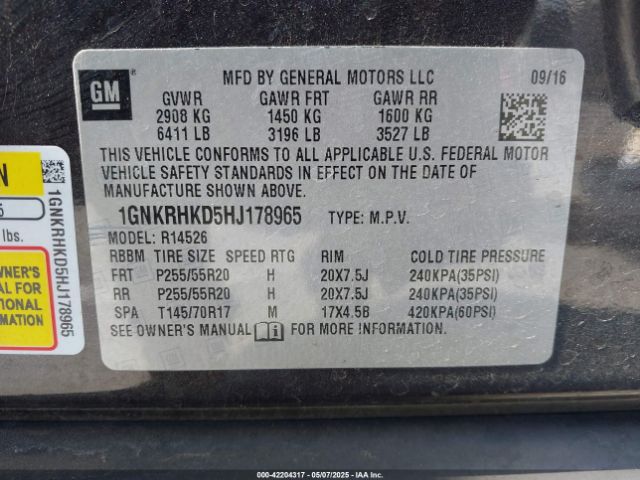 GM
MFD BY GENERAL MOTORS LLC 09/16
GVWR GAWR FRT GAWR RR
2908 KG 1450 KG 1600 KG
6411 LB 3196 LB 3527 LB
THIS VEHICLE CONFORMS TO ALL APPLICABLE U.S. FEDERAL MOTOR
VEHICLE SAFETY STANDARDS IN EFFECT ON THE DATE OF
MANUFACTURE SHOWN ABOVE.
1GNKRHKD5HJ178965 TYPE: M.P.V.
MODEL: R14526
RBBM TIRE SIZE SPEED RTG RIM COLD TIRE PRESSURE
FRT P255/55R20 H 20X7.5J 240KPA(35PSI)
RR P255/55R20 H 20X7.5J 240KPA(35PSI)
SPA T145/70R17 M 17X4.5B 420KPA(60PSI)
SEE OWNER'S MANUAL FOR MORE INFORMATION.
lbs.
OWNER'S
1GNKRHKD5HJ178965
000-42204317 - 05/07/2025 - IAAI.COM